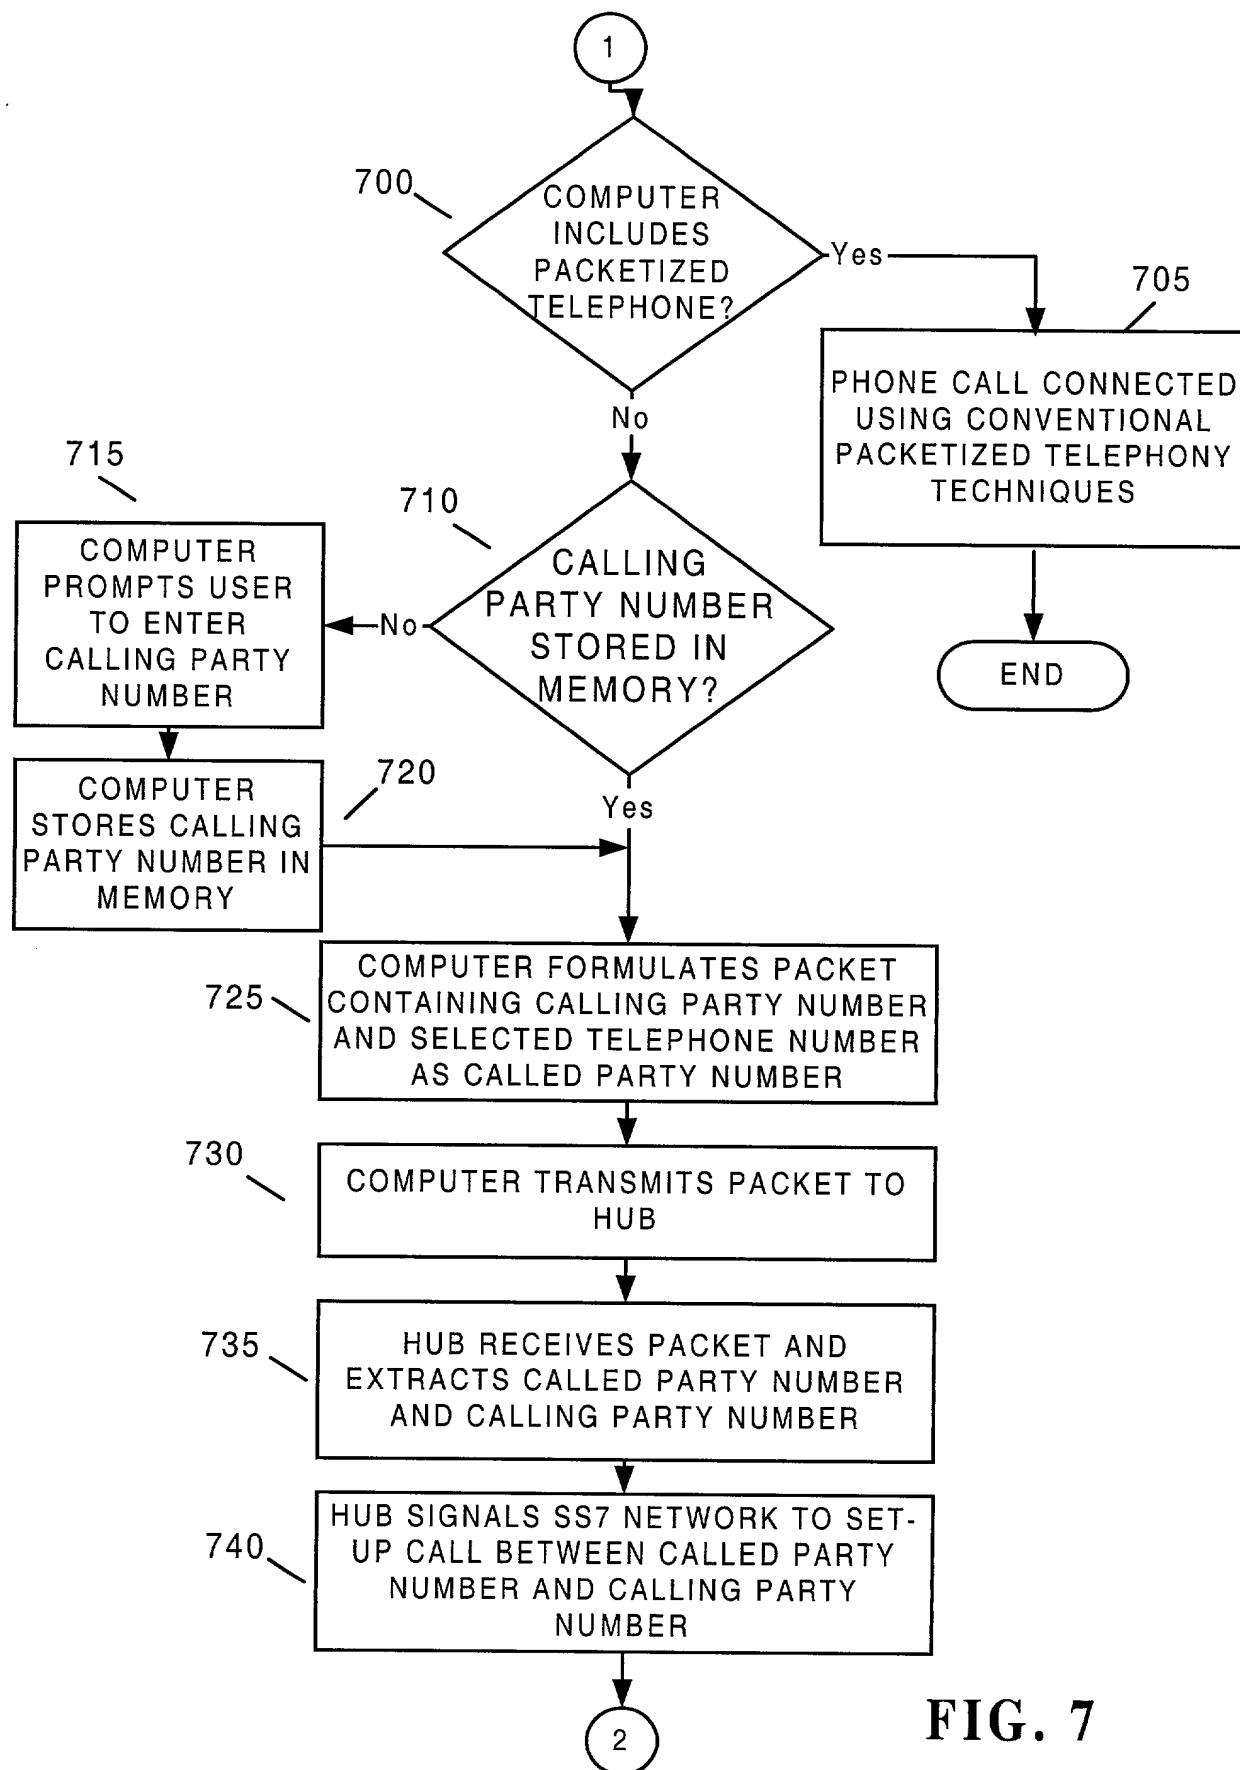 1
700
COMPUTER
INCLUDES
PACKETIZED
TELEPHONE?
Yes
705
PHONE CALL CONNECTED
USING CONVENTIONAL
PACKETIZED TELEPHONY
TECHNIQUES
END
No
710
CALLING
PARTY NUMBER
STORED IN
MEMORY?
No
715
COMPUTER
PROMPTS USER
TO ENTER
CALLING PARTY
NUMBER
720
COMPUTER
STORES CALLING
PARTY NUMBER IN
MEMORY
Yes
725
COMPUTER FORMULATES PACKET
CONTAINING CALLING PARTY NUMBER
AND SELECTED TELEPHONE NUMBER
AS CALLED PARTY NUMBER
730
COMPUTER TRANSMITS PACKET TO
HUB
735
HUB RECEIVES PACKET AND
EXTRACTS CALLED PARTY NUMBER
AND CALLING PARTY NUMBER
740
HUB SIGNALS SS7 NETWORK TO SET-
UP CALL BETWEEN CALLED PARTY
NUMBER AND CALLING PARTY
NUMBER
2
FIG. 7